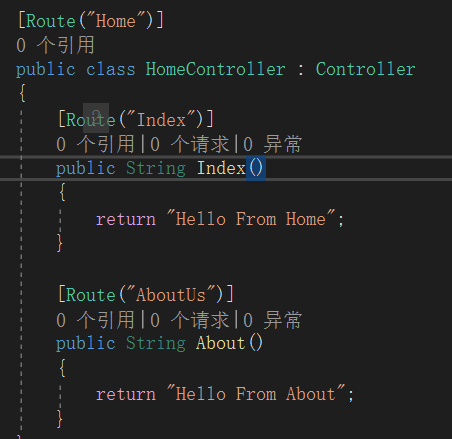 [Route("Home")]
0 个引用
public class HomeController : Controller
{
[Route("Index")]
0 个引用|0 个请求|0 异常
public String Index()
{
return "Hello From Home";
}
[Route("AboutUs")]
0 个引用|0 个请求|0 异常
public String About()
{
return "Hello From About";
}
}